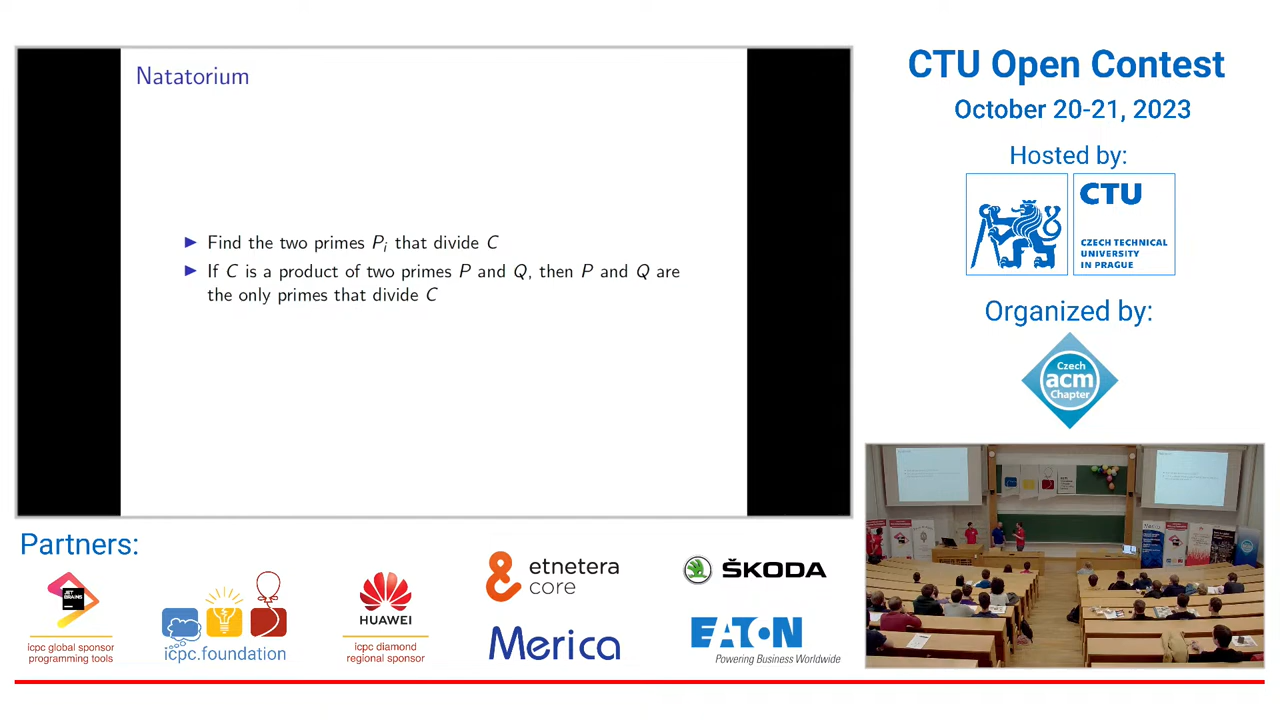 Natatorium
▶ Find the two primes Pᵢ that divide C
▶ If C is a product of two primes P and Q, then P and Q are
the only primes that divide C
CTU Open Contest
October 20-21, 2023
Hosted by:
CTU
CZECH TECHNICAL
UNIVERSITY
IN PRAGUE
Organized by:
Czech
acm
Chapter
Partners:
JET
BRAINS
icpc global sponsor
programming tools
icpc.foundation
HUAWEI
icpc diamond
regional sponsor
etnetera
core
Merica
ŠKODA
EATON
Powering Business Worldwide